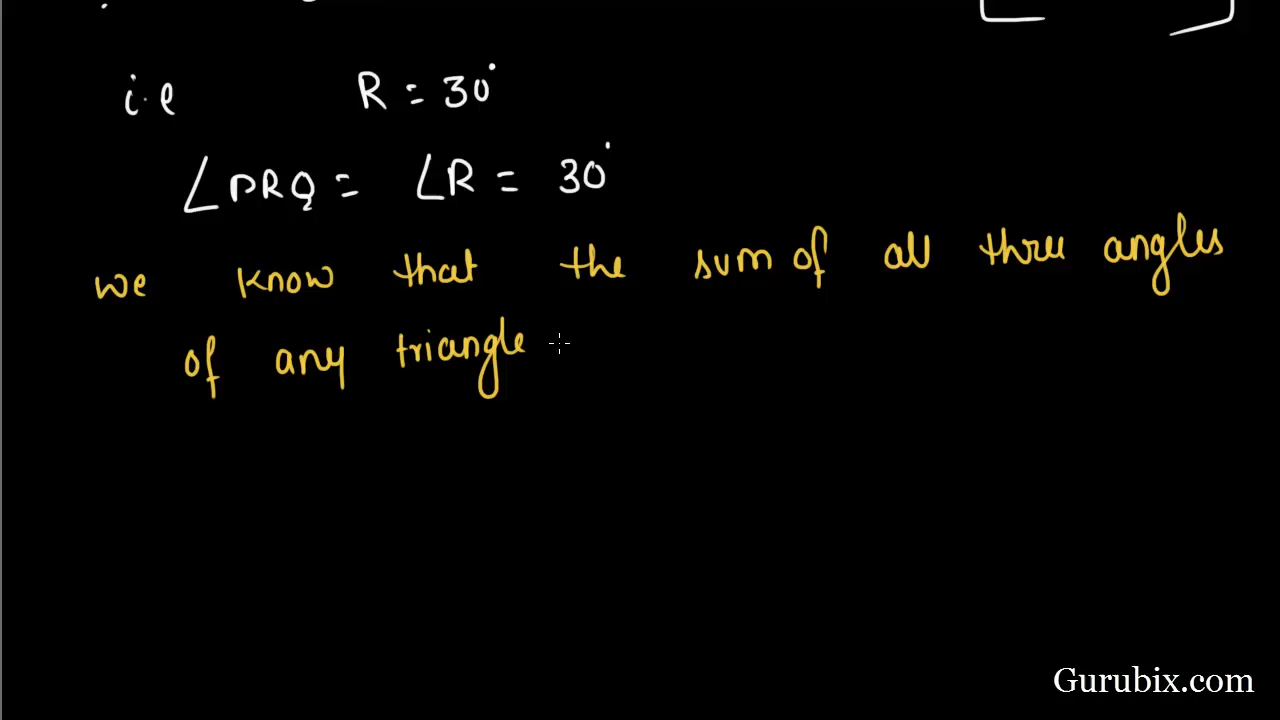 i.e R = 30°
∠PRQ = ∠R = 30°
we know that the sum of all three angles
of any triangle
Gurubix.com